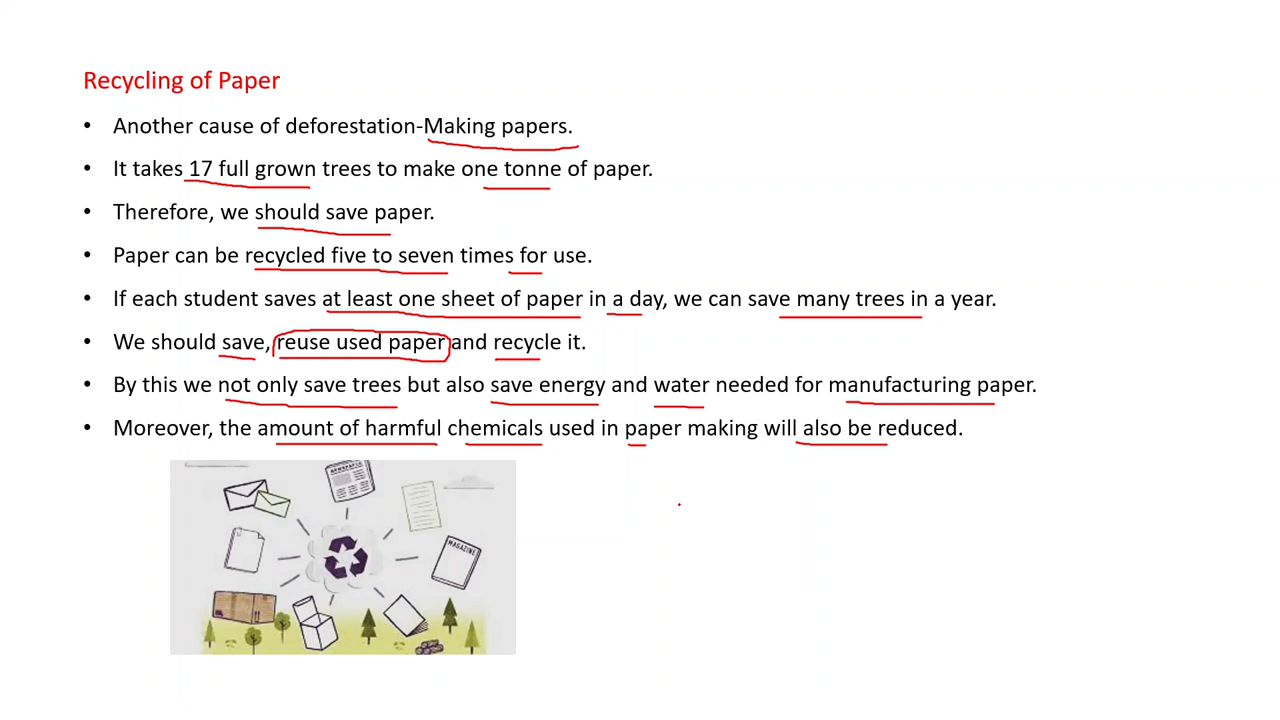 Recycling of Paper
• Another cause of deforestation-Making papers.
• It takes 17 full grown trees to make one tonne of paper.
• Therefore, we should save paper.
• Paper can be recycled five to seven times for use.
• If each student saves at least one sheet of paper in a day, we can save many trees in a year.
• We should save, reuse used paper and recycle it.
• By this we not only save trees but also save energy and water needed for manufacturing paper.
• Moreover, the amount of harmful chemicals used in paper making will also be reduced.
NEWSPAPER
MAGAZINE